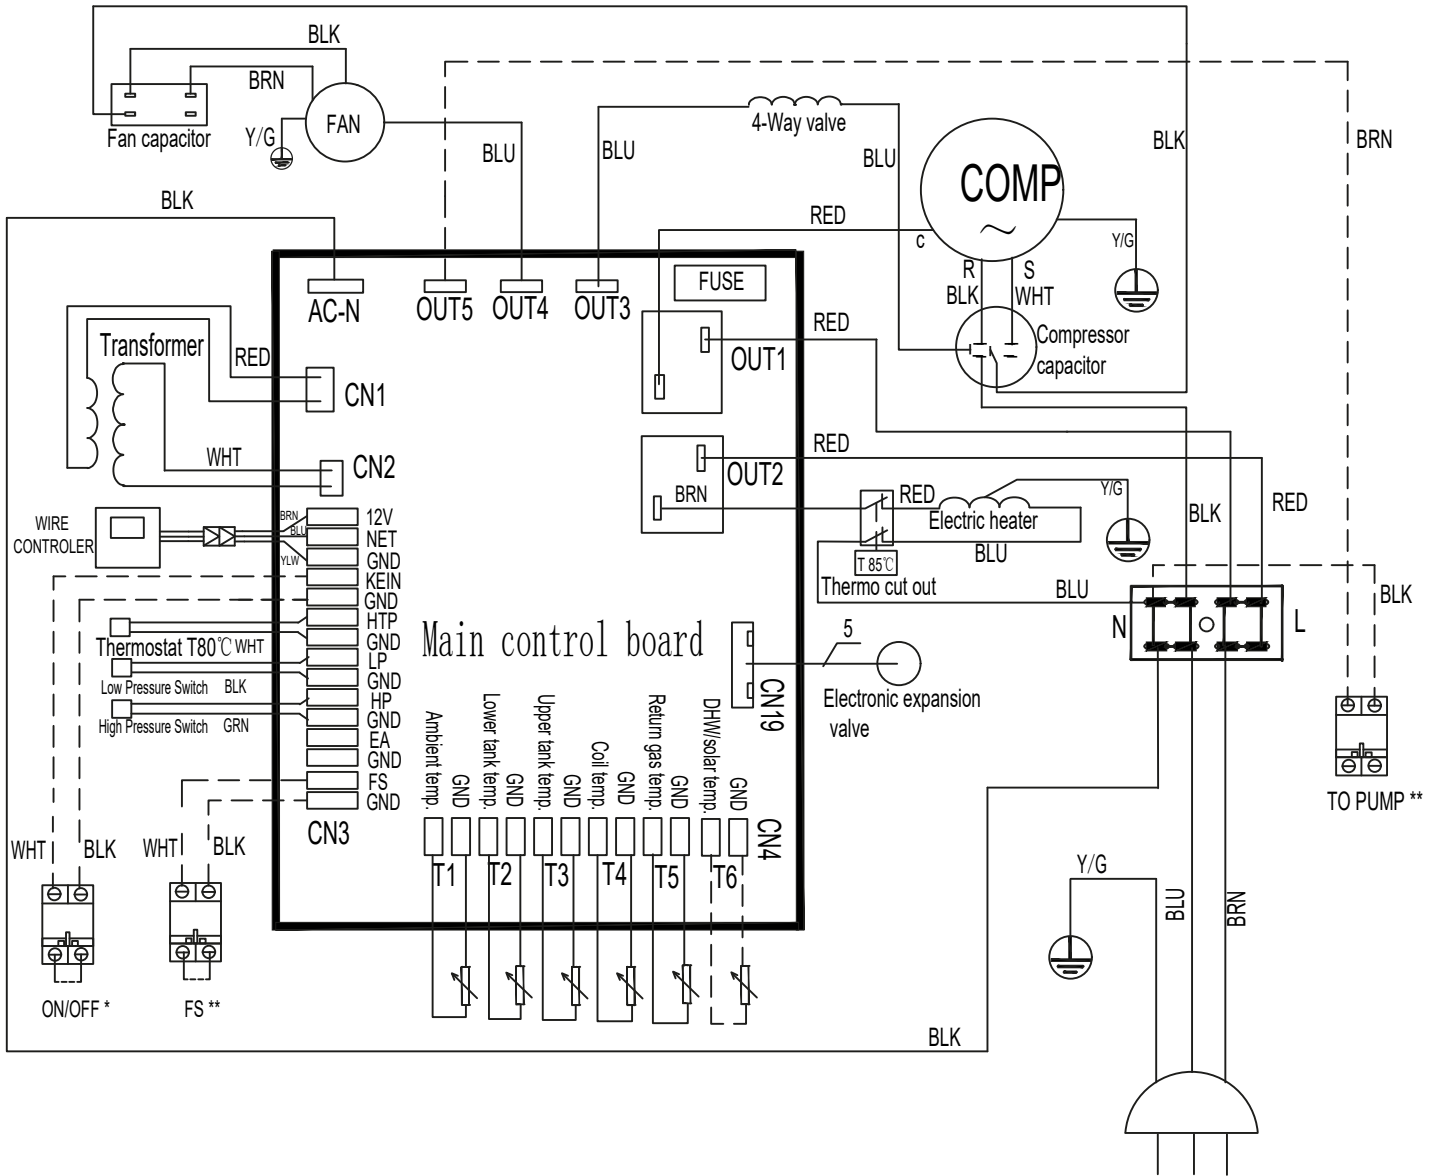 BLK
BRN
Fan capacitor
Y/G
FAN
BLU
BLU
4-Way valve
BLU
COMP
~
c
R
S
BLK
WHT
Y/G
BLK
BRN
BLK
RED
AC-N
OUT5
OUT4
OUT3
FUSE
RED
OUT1
Compressor
capacitor
Transformer
RED
CN1
WHT
CN2
RED
OUT2
BRN
RED
Y/G
Electric heater
BLU
T 85℃
Thermo cut out
BLK
RED
BLU
BLK
N
L
WIRE
CONTROLER
BRN
BLU
YLW
12V
NET
GND
KEIN
GND
HTP
GND
LP
GND
HP
GND
EA
GND
FS
GND
CN3
Thermostat T80℃ WHT
Low Pressure Switch BLK
High Pressure Switch GRN
Main control board
5
Electronic expansion
valve
CN19
Ambient temp.
GND
Lower tank temp.
GND
Upper tank temp.
GND
Coil temp.
GND
Return gas temp.
GND
DHW/solar temp.
GND
CN4
T1
T2
T3
T4
T5
T6
WHT
BLK
WHT
BLK
ON/OFF *
FS **
TO PUMP **
Y/G
BLU
BRN
BLK